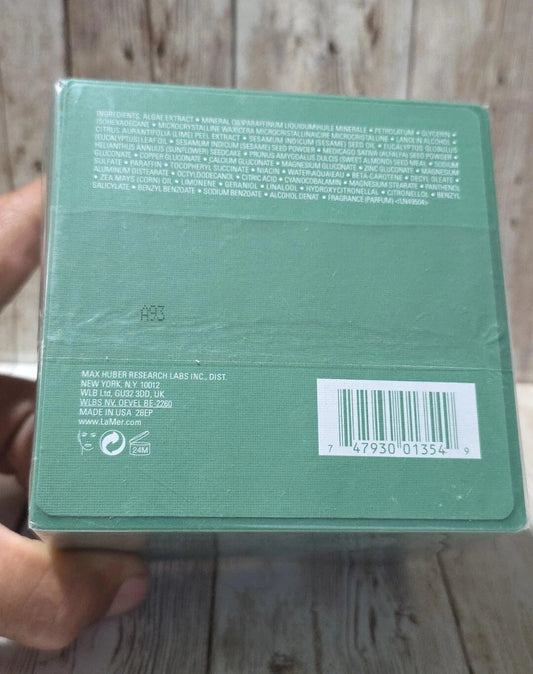 INGREDIENTS: ALGAE EXTRACT • MINERAL OIL\PARAFFINUM LIQUIDUM\HUILE MINERALE • PETROLATUM • GLYCERIN •
ISOHEXADECANE • MICROCRYSTALLINE WAX\CERA MICROCRISTALLINA\CIRE MICROCRISTALLINE • LANOLIN ALCOHOL •
CITRUS AURANTIFOLIA (LIME) PEEL EXTRACT • SESAMUM INDICUM (SESAME) SEED OIL • EUCALYPTUS GLOBULUS
(EUCALYPTUS) LEAF OIL • SESAMUM INDICUM (SESAME) SEED POWDER • MEDICAGO SATIVA (ALFALFA) SEED POWDER •
HELIANTHUS ANNUUS (SUNFLOWER) SEEDCAKE • PRUNUS AMYGDALUS DULCIS (SWEET ALMOND) SEED MEAL • SODIUM
GLUCONATE • COPPER GLUCONATE • CALCIUM GLUCONATE • MAGNESIUM GLUCONATE • ZINC GLUCONATE • MAGNESIUM
SULFATE • PARAFFIN • TOCOPHERYL SUCCINATE • NIACIN • WATER\AQUA\EAU • BETA-CAROTENE • DECYL OLEATE •
ALUMINUM DISTEARATE • OCTYLDODECANOL • CITRIC ACID • CYANOCOBALAMIN • MAGNESIUM STEARATE • PANTHENOL
• ZEA MAYS (CORN) OIL • LIMONENE • GERANIOL • LINALOOL • HYDROXYCITRONELLAL • CITRONELLOL • BENZYL
SALICYLATE • BENZYL BENZOATE • SODIUM BENZOATE • ALCOHOL DENAT • FRAGRANCE (PARFUM) <ILN49504>
A93
MAX HUBER RESEARCH LABS INC., DIST.
NEW YORK, N.Y. 10012
WLB Ltd, GU32 3DD, UK
WLBS NV, OEVEL BE-2260
MADE IN USA 28EP
www.LaMer.com
24M
7 47930 01354 9